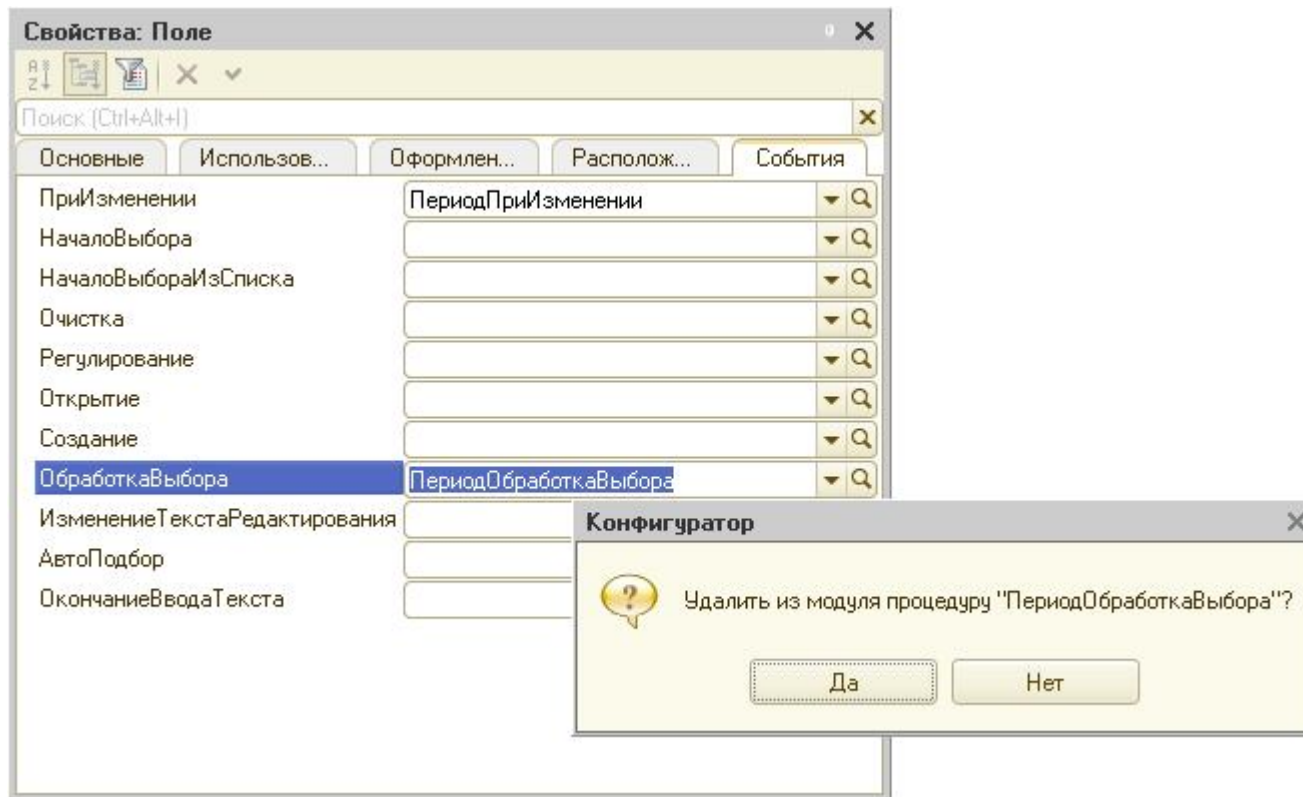 Свойства: Поле
Поиск (Ctrl+Alt+I)
Основные Использов... Оформлен... Располож... События
ПриИзменении ПериодПриИзменении
НачалоВыбора
НачалоВыбораИзСписка
Очистка
Регулирование
Открытие
Создание
ОбработкаВыбора ПериодОбработкаВыбора
ИзменениеТекстаРедактирования
АвтоПодбор
ОкончаниеВводаТекста
Конфигуратор
Удалить из модуля процедуру "ПериодОбработкаВыбора"?
Да Нет